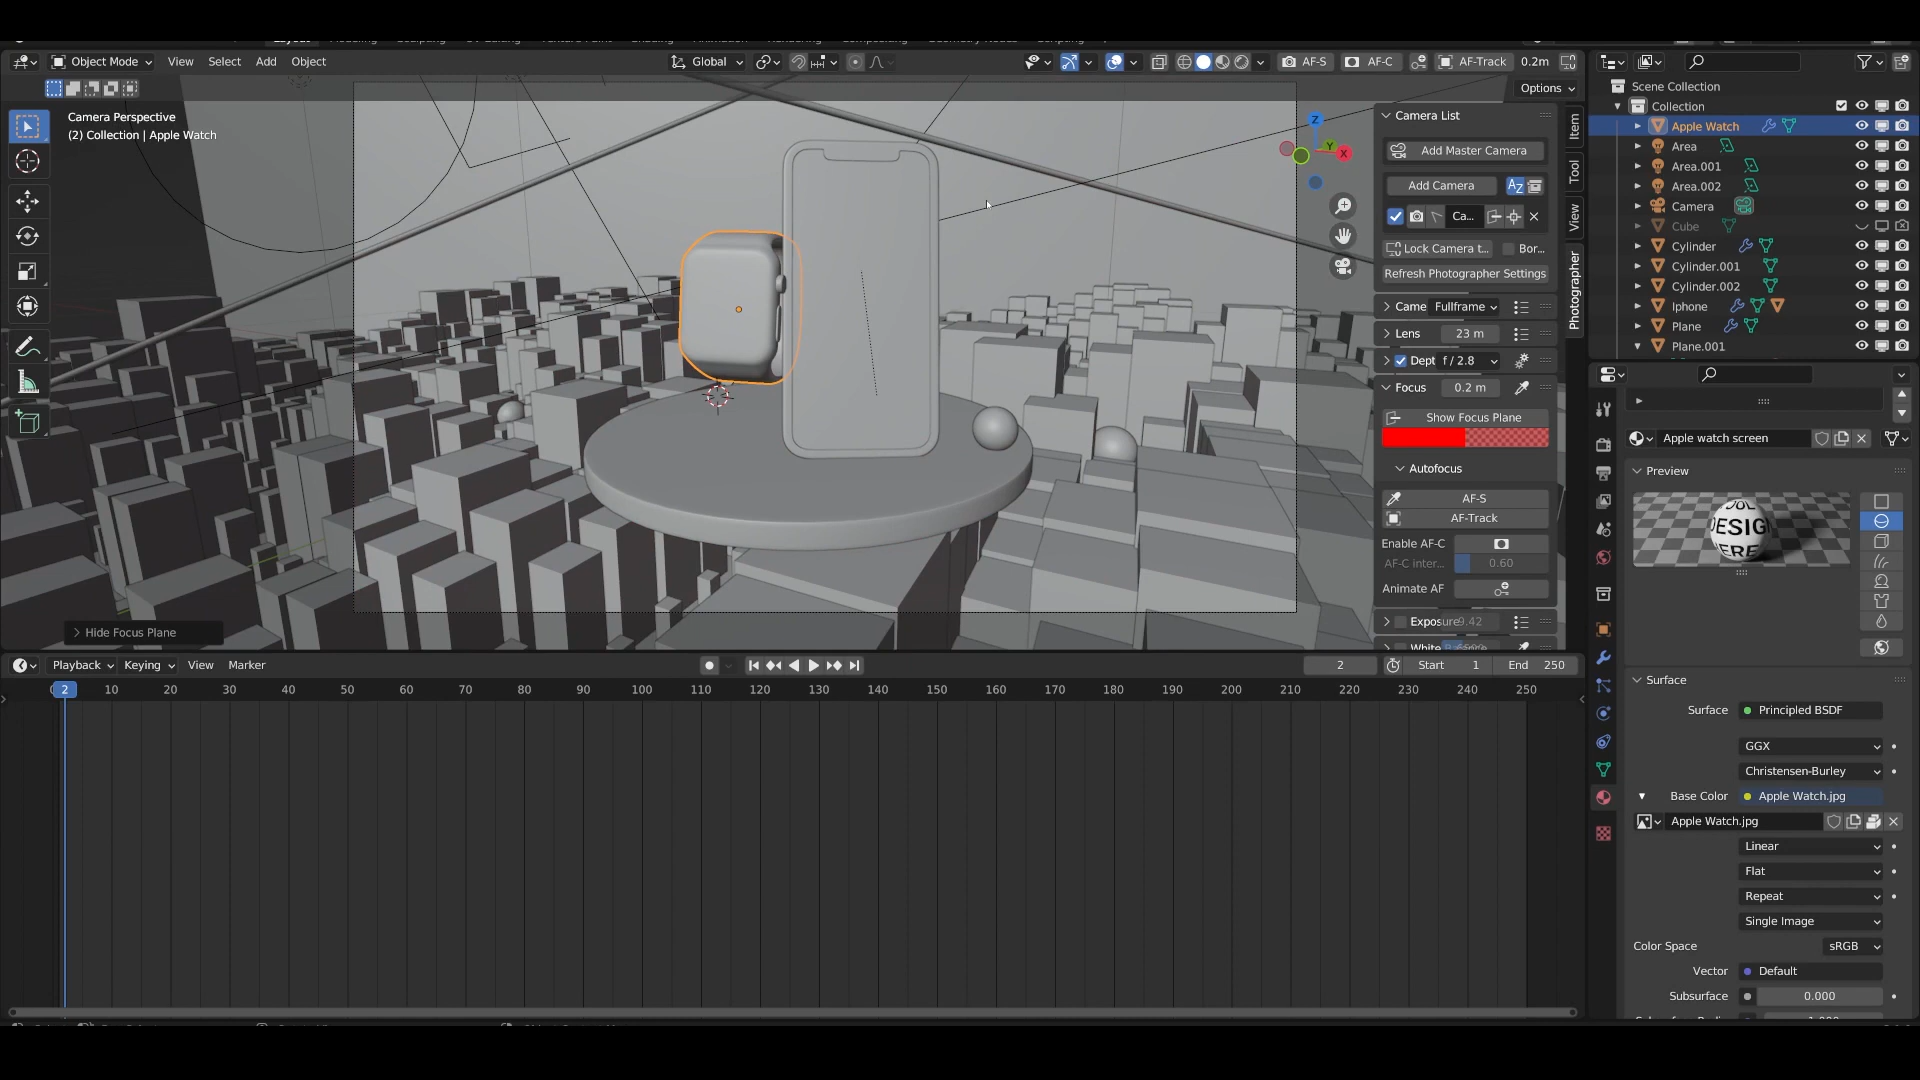 Object Mode
View
Select
Add
Object
Global
AF-S
AF-C
AF-Track
0.2m
Options
Camera Perspective
(2) Collection | Apple Watch
Z
Y
X
Hide Focus Plane
Camera List
Add Master Camera
Add Camera
AZ
Ca...
Lock Camera t...
Bor...
Refresh Photographer Settings
Came
Fullframe
Lens
23 m
Dept
f / 2.8
Focus
0.2 m
Show Focus Plane
Autofocus
AF-S
AF-Track
Enable AF-C
AF-C inter...
0.60
Animate AF
Item
Tool
View
Photographer
Scene Collection
Collection
Apple Watch
Area
Area.001
Area.002
Camera
Cube
Cylinder
Cylinder.001
Cylinder.002
Iphone
Plane
Plane.001
Apple watch screen
Preview
DESIG
Surface
Surface
Principled BSDF
GGX
Christensen-Burley
Base Color
Apple Watch.jpg
Apple Watch.jpg
Linear
Flat
Repeat
Single Image
Color Space
sRGB
Vector
Default
Subsurface
0.000
Playback
Keying
View
Marker
2
Start
1
End
250
2
10
20
30
40
50
60
70
80
90
100
110
120
130
140
150
160
170
180
190
200
210
220
230
240
250